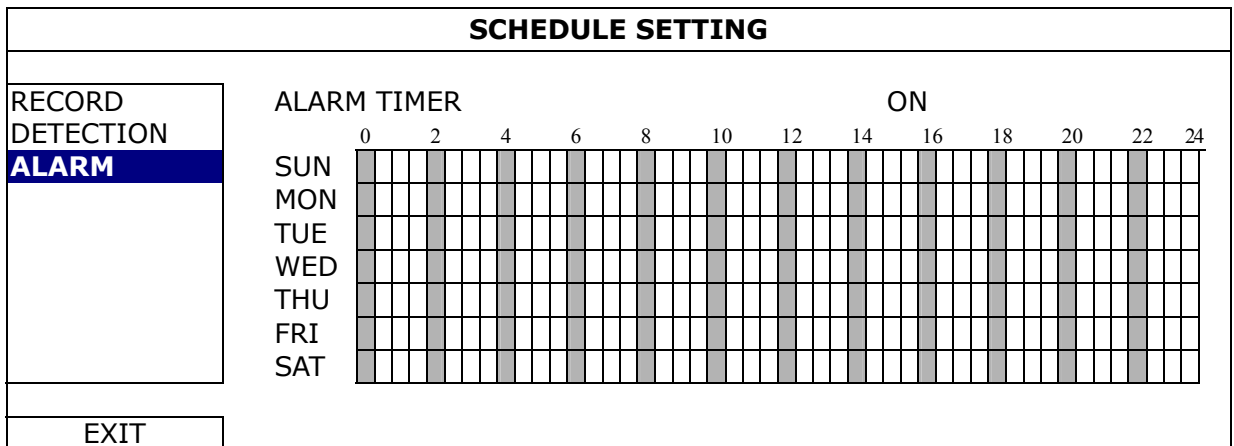 SCHEDULE SETTING
RECORD
DETECTION
ALARM
ALARM TIMER ON
0 2 4 6 8 10 12 14 16 18 20 22 24
SUN
MON
TUE
WED
THU
FRI
SAT
EXIT